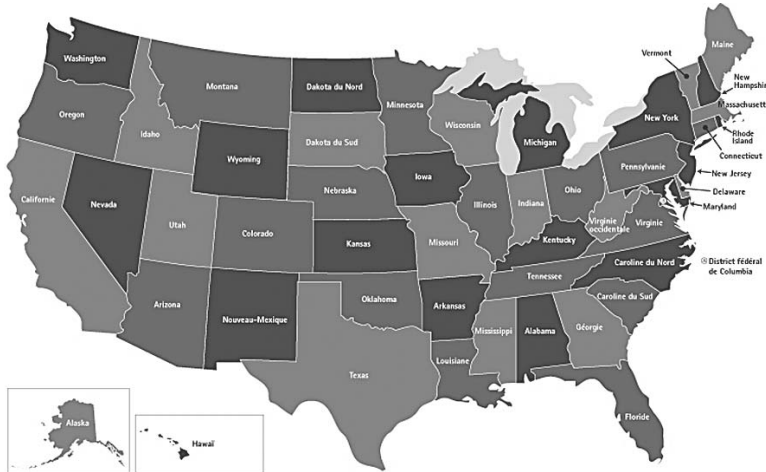 Washington
Montana
Dakota du Nord
Minnesota
Vermont
Maine
New
Hampshir
Massachusett
Oregon
Idaho
Wyoming
Dakota du Sud
Wisconsin
Michigan
New York
Rhode
Island
Connecticut
Californie
Nevada
Utah
Colorado
Nebraska
Iowa
Illinois
Indiana
Ohio
Pennsylvanie
New Jersey
Delaware
Maryland
Kansas
Missouri
Kentucky
Virginie
occidentale
Virginie
District fédéral
de Columbia
Arizona
Nouveau-Mexique
Oklahoma
Arkansas
Tennessee
Caroline du Nord
Caroline du Sud
Texas
Louisiane
Mississippi
Alabama
Géorgie
Floride
Alaska
Hawaï